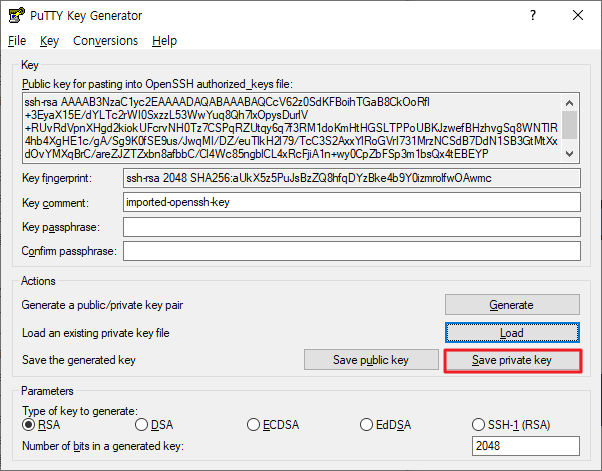 PuTTY Key Generator
File Key Conversions Help
Key
Public key for pasting into OpenSSH authorized_keys file:
ssh-rsa AAAAB3NzaC1yc2EAAAADAQABAAABAQCcV62z0SdKFBoihTGaB8CkOoRfl
+3EyaX15E/dYLTc2rWI0SxzzL53WwYuq8Qh7lxOpysDurlV
+RUvRdVpnXHgd2kiokUFcrvNH0Tz7CSPqRZUtqy6q7f3RM1doKmHtHGSLTPPoUBKJzwefBHzhvgSq8WNTlR
4hb4XgHE1c/gA/Sg9K0fSE9us/JwqMI/DZ/euTlkH2l79/TcC3S2AxxYlRoGVrl731MrzNCSdB7DdN1SB3GtMtXx
dOvYMXqBrC/areZJZTZxbn8afbbC/Cl4Wc85ngblCL4xRcFjiA1n+wy0CpZbFSp3m1bsQx4tEBEYP
Key fingerprint: ssh-rsa 2048 SHA256:aUkX5z5PuJsBzZQ8hfqDYzBke4b9Y0izmrolfwOAwmc
Key comment: imported-openssh-key
Key passphrase:
Confirm passphrase:
Actions
Generate a public/private key pair Generate
Load an existing private key file Load
Save the generated key Save public key Save private key
Parameters
Type of key to generate:
RSA DSA ECDSA EdDSA SSH-1 (RSA)
Number of bits in a generated key: 2048